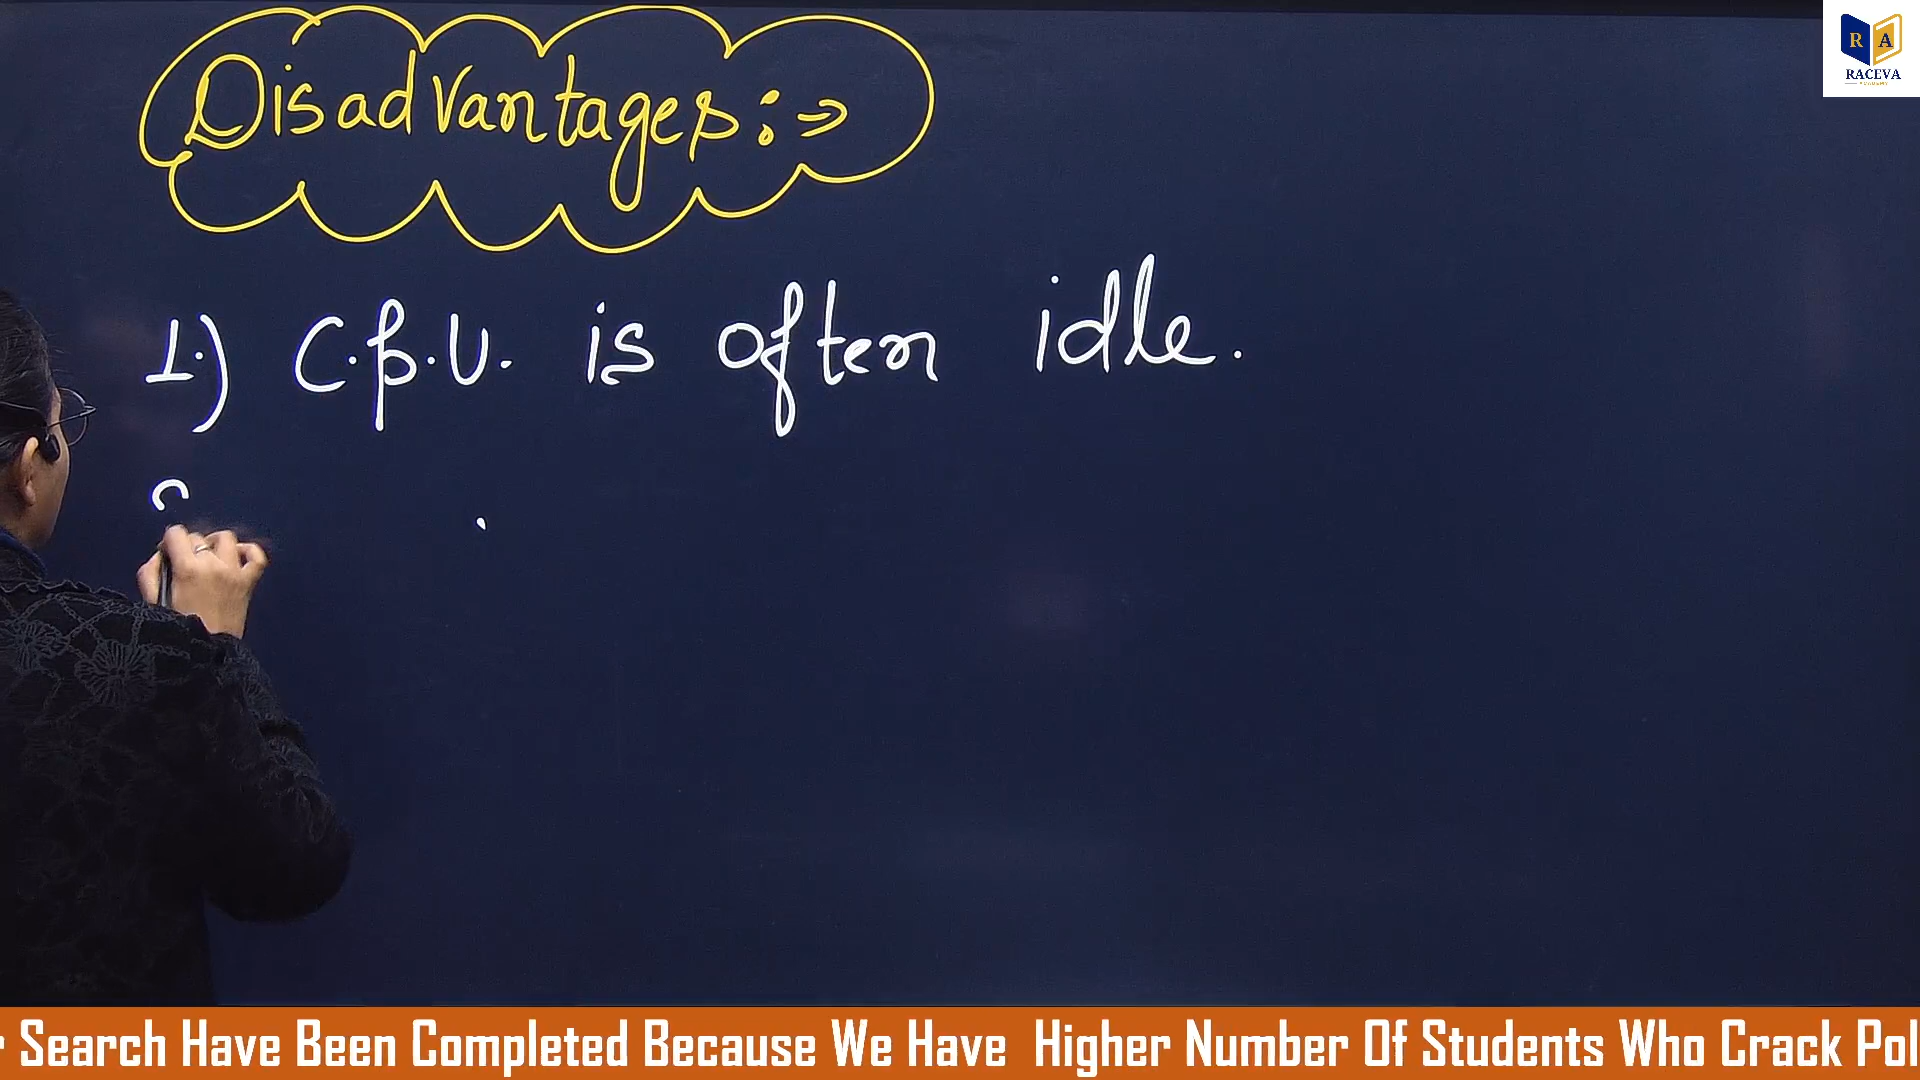 Disadvantages :->
1.) C.P.U. is often idle.
R A
RACEVA
Search Have Been Completed Because We Have Higher Number Of Students Who Crack Pol